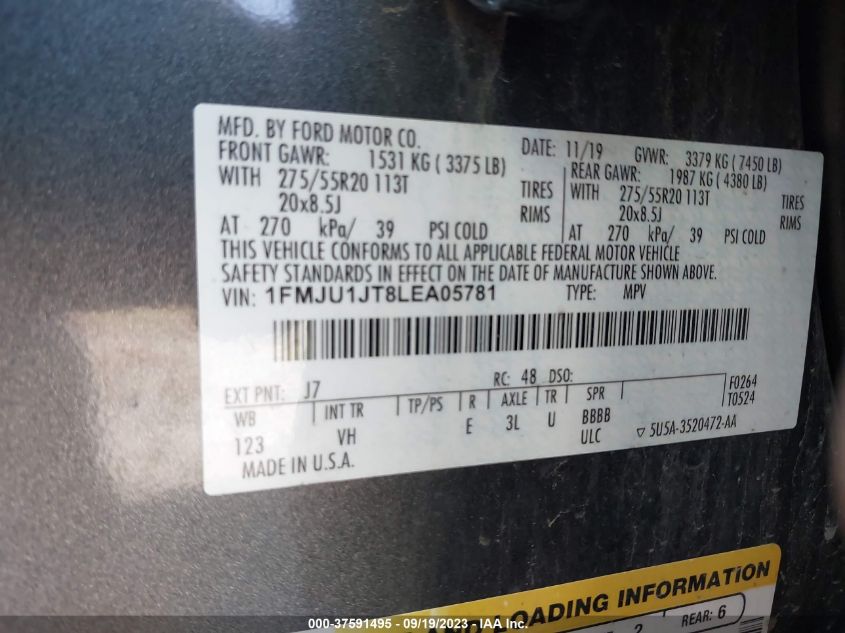 MFD. BY FORD MOTOR CO. DATE: 11/19 GVWR: 3379 KG ( 7450 LB)
FRONT GAWR: 1531 KG ( 3375 LB) REAR GAWR: 1987 KG ( 4380 LB)
WITH 275/55R20 113T TIRES WITH 275/55R20 113T TIRES
20x8.5J RIMS 20x8.5J RIMS
AT 270 kPa/ 39 PSI COLD AT 270 kPa/ 39 PSI COLD
THIS VEHICLE CONFORMS TO ALL APPLICABLE FEDERAL MOTOR VEHICLE
SAFETY STANDARDS IN EFFECT ON THE DATE OF MANUFACTURE SHOWN ABOVE.
VIN: 1FMJU1JT8LEA05781 TYPE: MPV
EXT PNT: J7 RC: 48 DSO: F0264
WB INT TR TP/PS R AXLE TR SPR T0524
123 VH E 3L U BBBB ▽ 5U5A-3520472-AA
ULC
MADE IN U.S.A.
AND LOADING INFORMATION
2 REAR: 6
000-37591495 - 09/19/2023 - IAA Inc.